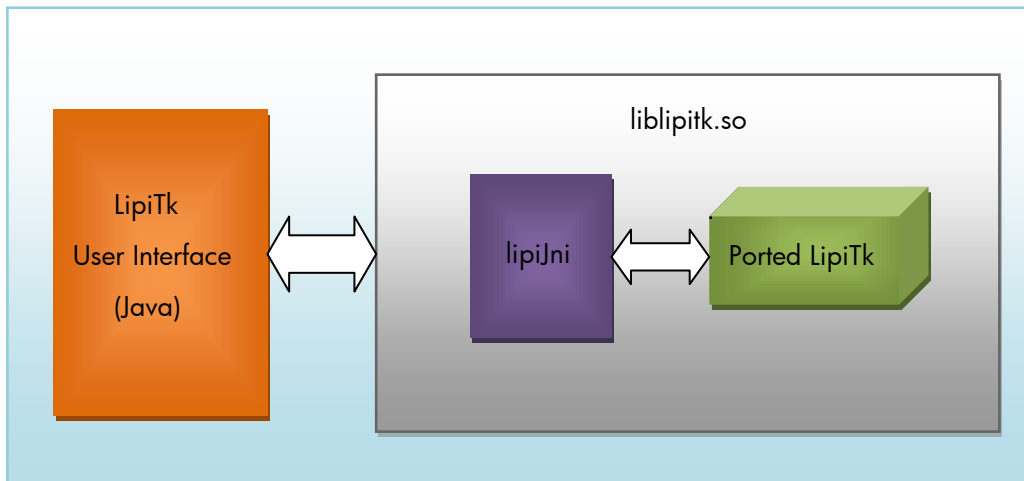 liblipitk.so
LipiTk
User Interface
(Java)
lipiJni
Ported LipiTk